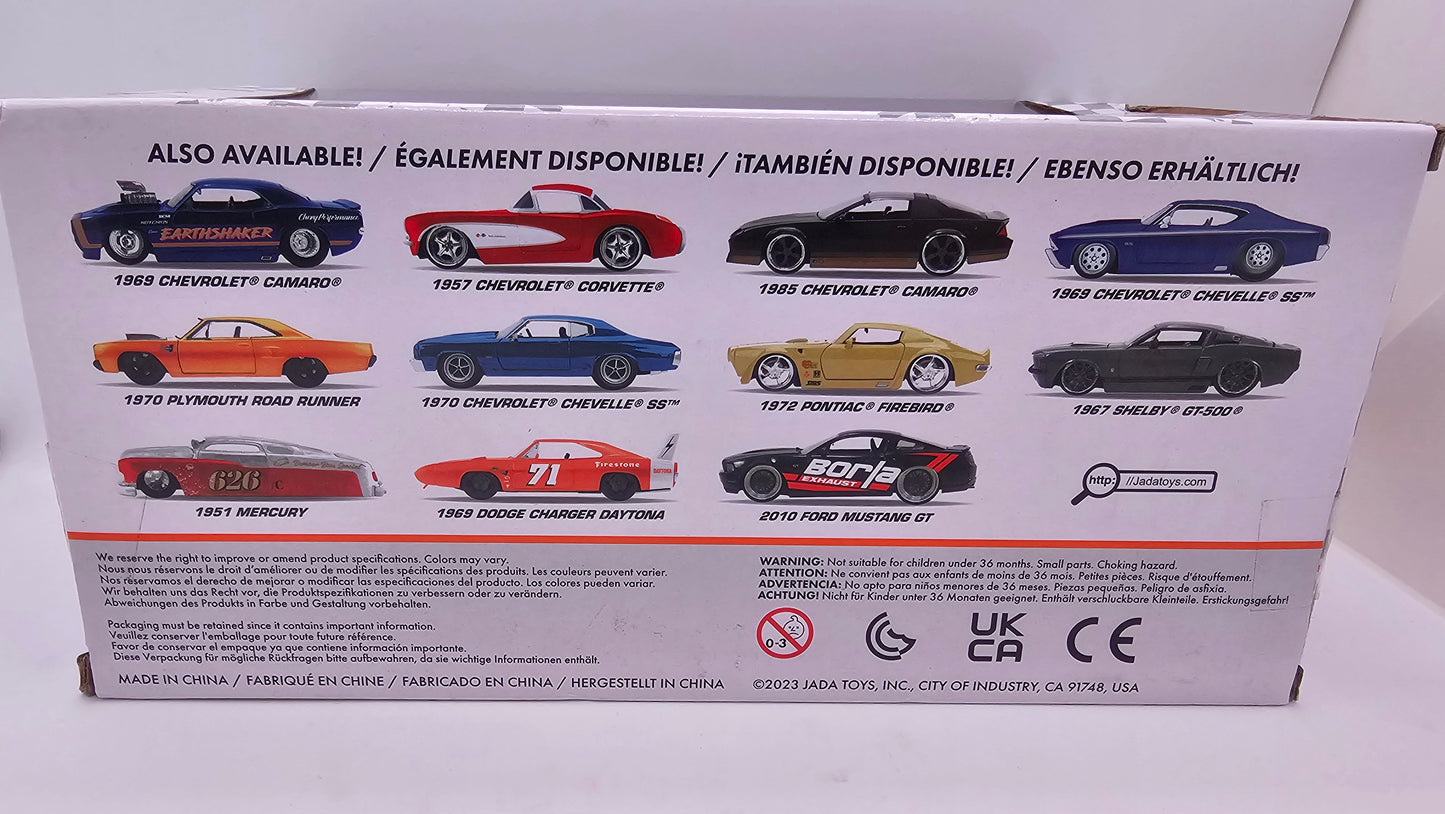 ALSO AVAILABLE! / ÉGALEMENT DISPONIBLE! / ¡TAMBIÉN DISPONIBLE! / EBENSO ERHÄLTLICH!
EARTHSHAKER
Chevy Performance
1969 CHEVROLET® CAMARO®
1957 CHEVROLET® CORVETTE®
1985 CHEVROLET® CAMARO®
1969 CHEVROLET® CHEVELLE® SS™
1970 PLYMOUTH ROAD RUNNER
1970 CHEVROLET® CHEVELLE® SS™
1972 PONTIAC® FIREBIRD®
1967 SHELBY® GT-500®
626
1951 MERCURY
71
Firestone
DAYTONA
1969 DODGE CHARGER DAYTONA
Borla
EXHAUST
2010 FORD MUSTANG GT
http: //Jadatoys.com
We reserve the right to improve or amend product specifications. Colors may vary.
Nous nous réservons le droit d'améliorer ou de modifier les spécifications des produits. Les couleurs peuvent varier.
Nos réservamos el derecho de mejorar o modificar las especificaciones del producto. Los colores pueden variar.
Wir behalten uns das Recht vor, die Produktspezifikationen zu verbessern oder zu verändern.
Abweichungen des Produkts in Farbe und Gestaltung vorbehalten.
Packaging must be retained since it contains important information.
Veuillez conserver l'emballage pour toute future référence.
Favor de conservar el empaque ya que contiene información importante.
Diese Verpackung für mögliche Rückfragen bitte aufbewahren, da sie wichtige Informationen enthält.
MADE IN CHINA / FABRIQUÉ EN CHINE / FABRICADO EN CHINA / HERGESTELLT IN CHINA
WARNING: Not suitable for children under 36 months. Small parts. Choking hazard.
ATTENTION: Ne convient pas aux enfants de moins de 36 mois. Petites pièces. Risque d'étouffement.
ADVERTENCIA: No apto para niños menores de 36 meses. Piezas pequeñas. Peligro de asfixia.
ACHTUNG! Nicht für Kinder unter 36 Monaten geeignet. Enthält verschluckbare Kleinteile. Erstickungsgefahr!
0-3
UK
CA
CE
©2023 JADA TOYS, INC., CITY OF INDUSTRY, CA 91748, USA